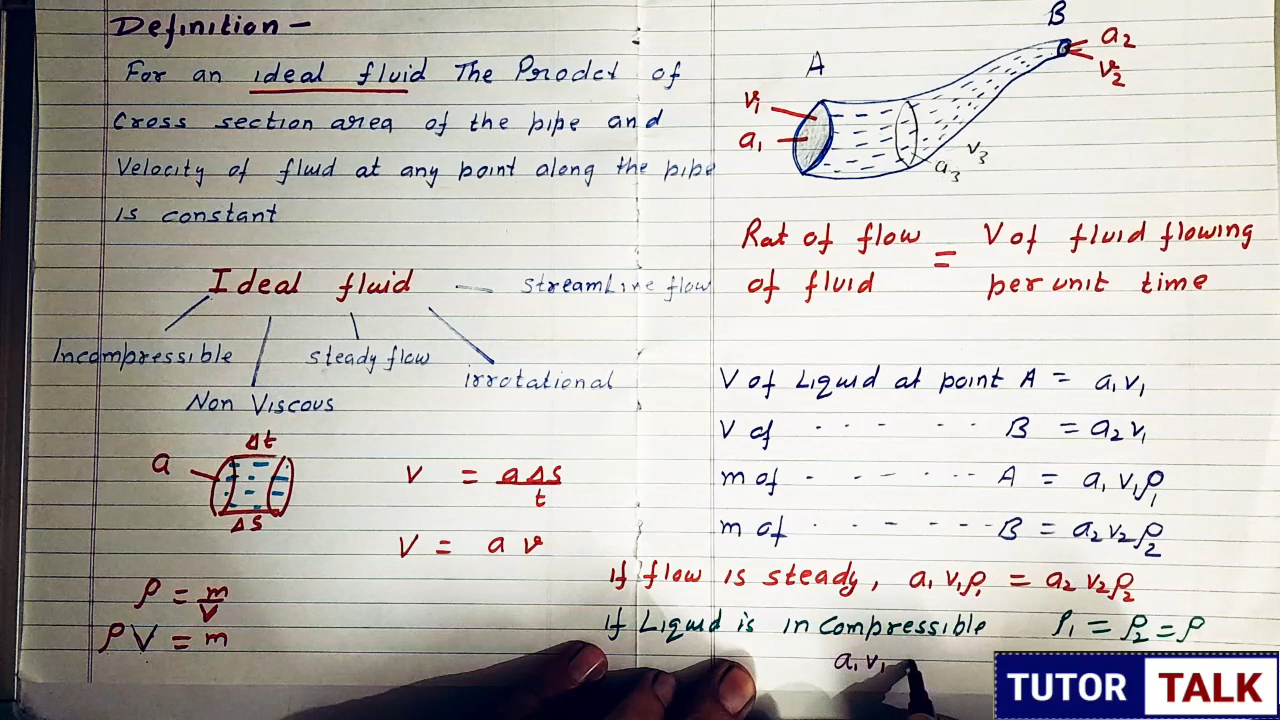 Definition -
For an ideal fluid The Prodct of
Cross section area of the pipe and
Velocity of fluid at any point along the pipe
is constant
Ideal fluid
streamLine flow
Incompressible
steady flow
irrotational
Non Viscous
Δt
a
Δs
V = a Δs / t
V = a v
ρ = m / V
ρV = m
A
B
v₁
a₁
a₂
v₂
v₃
a₃
Rat of flow of fluid = V of fluid flowing per unit time
V of Liquid at point A = a₁v₁
V of - - - - - B = a₂v₁
m of - - - - - - A = a₁v₁ρ₁
m of - - - - - - B = a₂v₂ρ₂
If flow is steady, a₁v₁ρ₁ = a₂v₂ρ₂
If Liquid is incompressible ρ₁ = ρ₂ = ρ
a₁v₁
TUTOR TALK